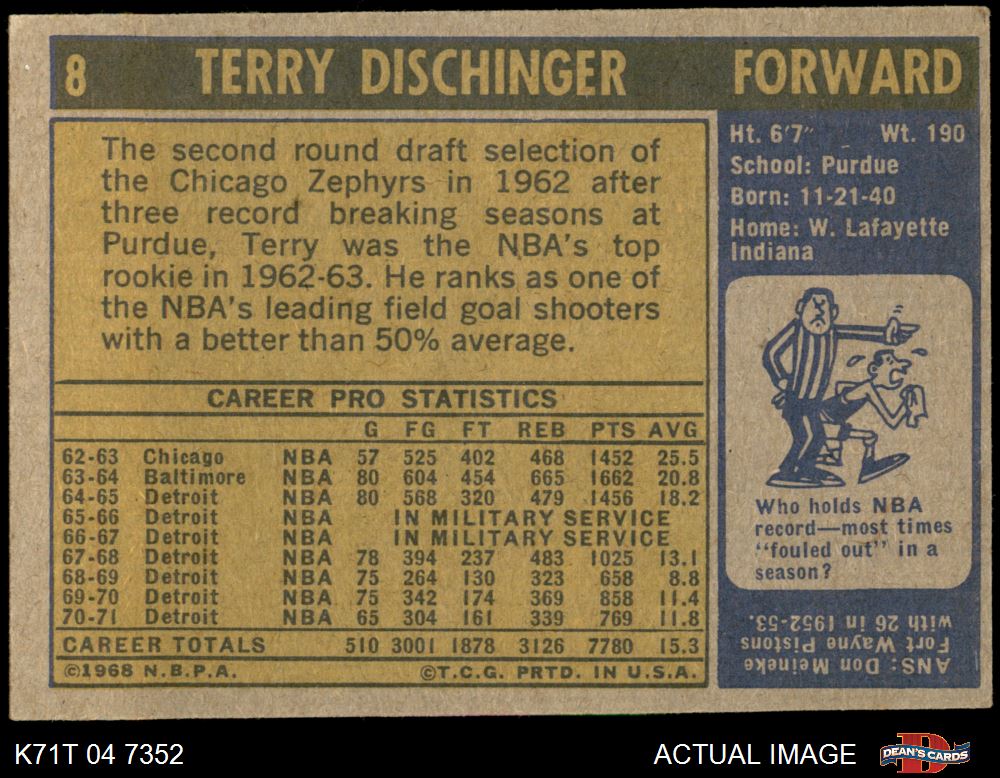 8 TERRY DISCHINGER FORWARD
The second round draft selection of
the Chicago Zephyrs in 1962 after
three record breaking seasons at
Purdue, Terry was the NBA's top
rookie in 1962-63. He ranks as one of
the NBA's leading field goal shooters
with a better than 50% average.
CAREER PRO STATISTICS
G FG FT REB PTS AVG
62-63 Chicago NBA 57 525 402 468 1452 25.5
63-64 Baltimore NBA 80 604 454 665 1662 20.8
64-65 Detroit NBA 80 568 320 479 1456 18.2
65-66 Detroit NBA IN MILITARY SERVICE
66-67 Detroit NBA IN MILITARY SERVICE
67-68 Detroit NBA 78 394 237 483 1025 13.1
68-69 Detroit NBA 75 264 130 323 658 8.8
69-70 Detroit NBA 75 342 174 369 858 11.4
70-71 Detroit NBA 65 304 161 339 769 11.8
CAREER TOTALS 510 3001 1878 3126 7780 15.3
©1968 N.B.P.A. ©T.C.G. PRTD. IN U.S.A.
Ht. 6'7" Wt. 190
School: Purdue
Born: 11-21-40
Home: W. Lafayette
Indiana
Who holds NBA
record—most times
"fouled out" in a
season?
ANS: Don Meineke
Fort Wayne Pistons
with 26 in 1952-53.
K71T 04 7352 ACTUAL IMAGE
D
DEAN'S CARDS